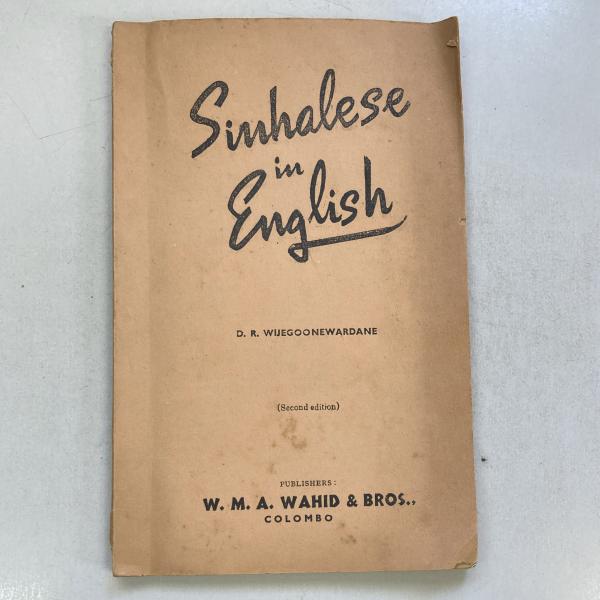 Sinhalese
in
English
D. R. WIJEGOONEWARDANE
(Second edition)
PUBLISHERS:
W. M. A. WAHID & BROS.,
COLOMBO